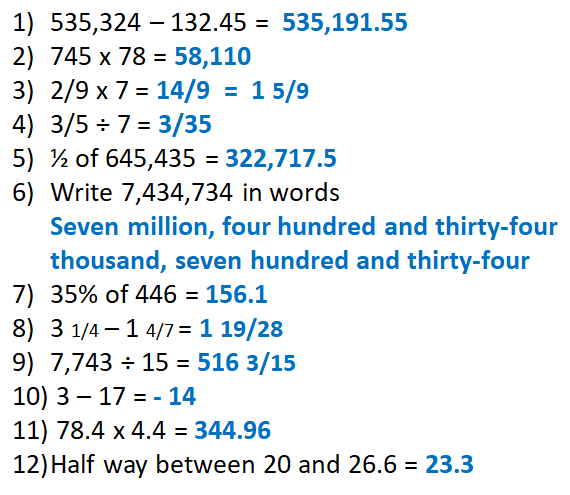 1) 535,324 – 132.45 = 535,191.55
2) 745 x 78 = 58,110
3) 2/9 x 7 = 14/9 = 1 5/9
4) 3/5 ÷ 7 = 3/35
5) ½ of 645,435 = 322,717.5
6) Write 7,434,734 in words
Seven million, four hundred and thirty-four
thousand, seven hundred and thirty-four
7) 35% of 446 = 156.1
8) 3 1/4 – 1 4/7 = 1 19/28
9) 7,743 ÷ 15 = 516 3/15
10) 3 – 17 = - 14
11) 78.4 x 4.4 = 344.96
12) Half way between 20 and 26.6 = 23.3